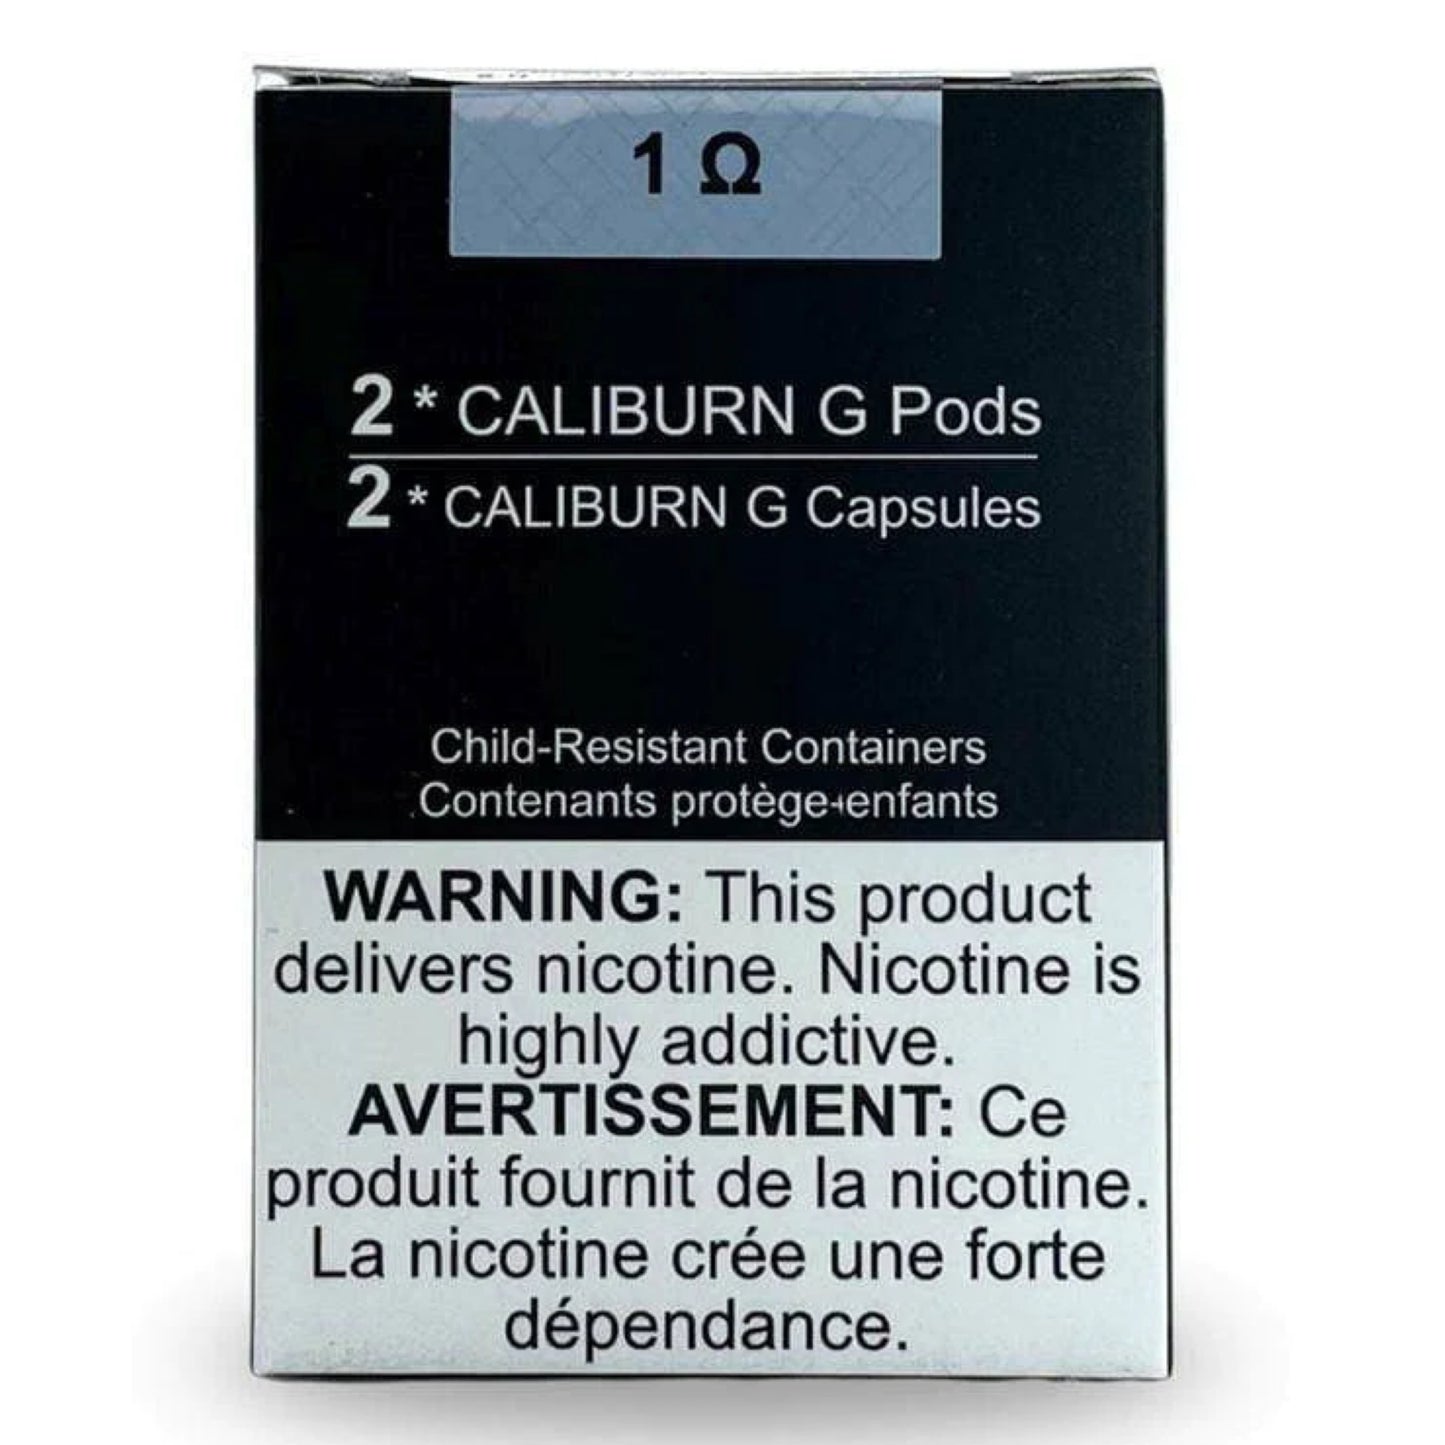 1 Ω
2 * CALIBURN G Pods
2 * CALIBURN G Capsules
Child-Resistant Containers
Contenants protège-enfants
WARNING: This product
delivers nicotine. Nicotine is
highly addictive.
AVERTISSEMENT: Ce
produit fournit de la nicotine.
La nicotine crée une forte
dépendance.